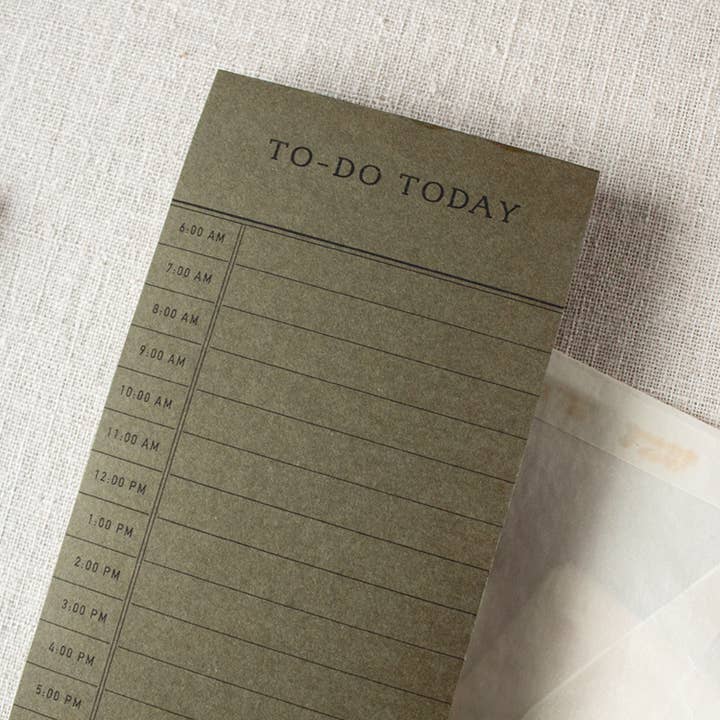 TO-DO TODAY
6:00 AM
7:00 AM
8:00 AM
9:00 AM
10:00 AM
11:00 AM
12:00 PM
1:00 PM
2:00 PM
3:00 PM
4:00 PM
5:00 PM